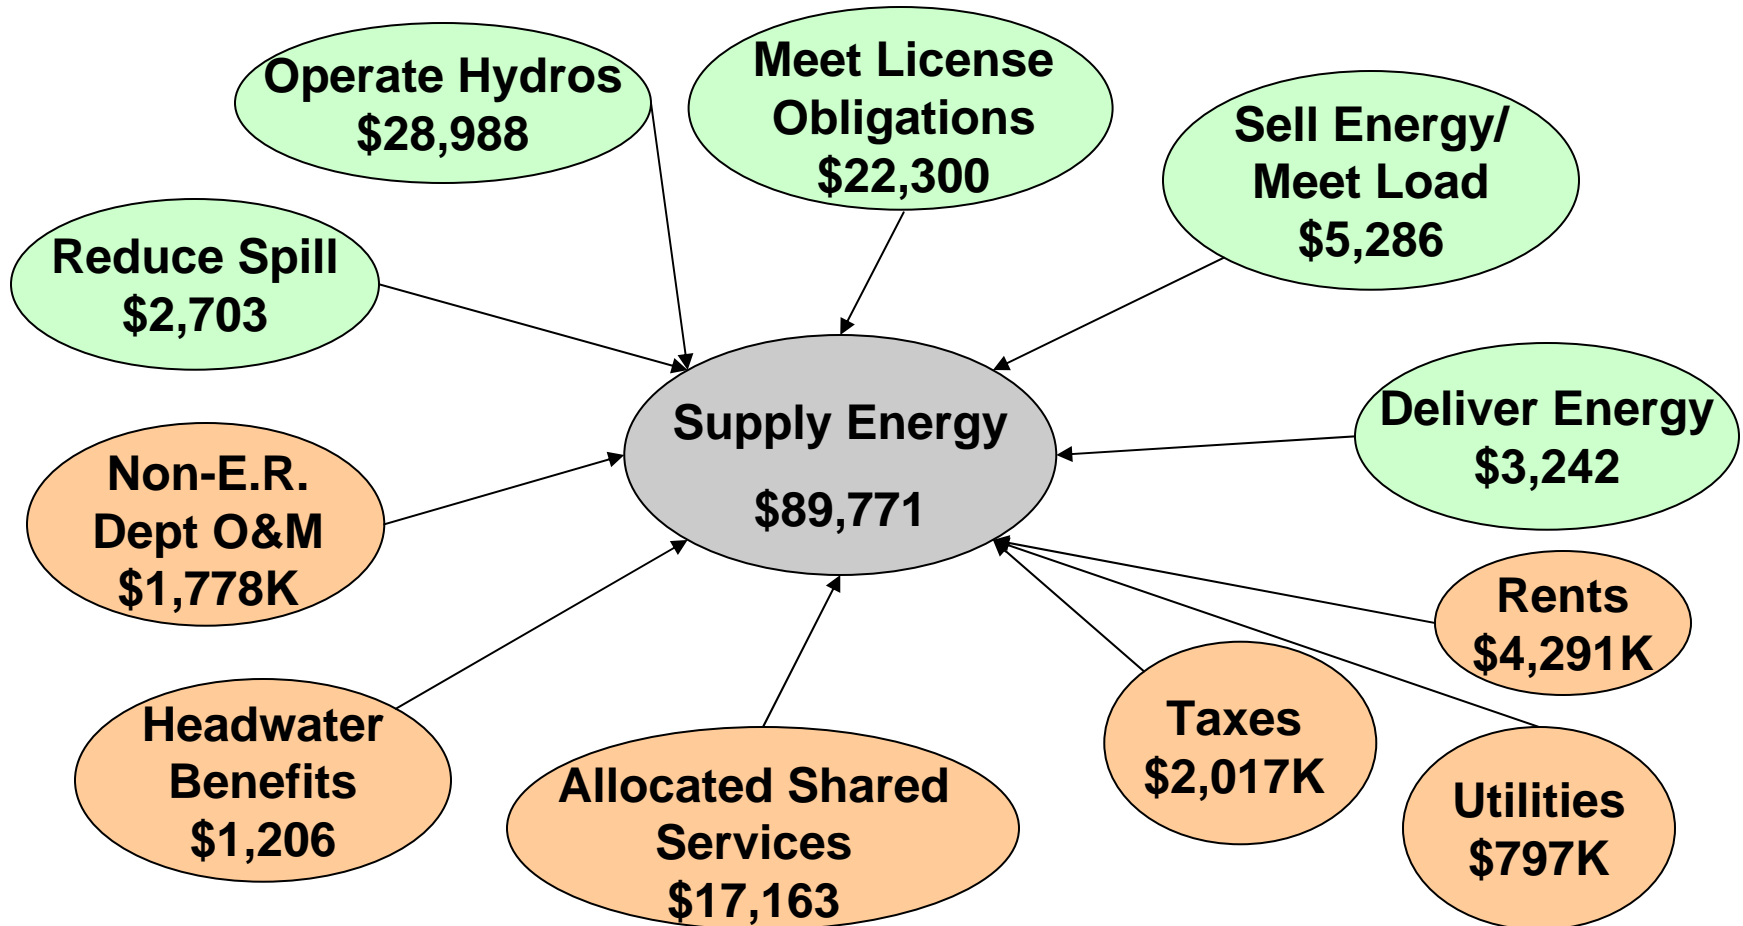 Operate Hydros
$28,988
Meet License
Obligations
$22,300
Sell Energy/
Meet Load
$5,286
Reduce Spill
$2,703
Supply Energy
$89,771
Deliver Energy
$3,242
Non-E.R.
Dept O&M
$1,778K
Rents
$4,291K
Headwater
Benefits
$1,206
Allocated Shared
Services
$17,163
Taxes
$2,017K
Utilities
$797K